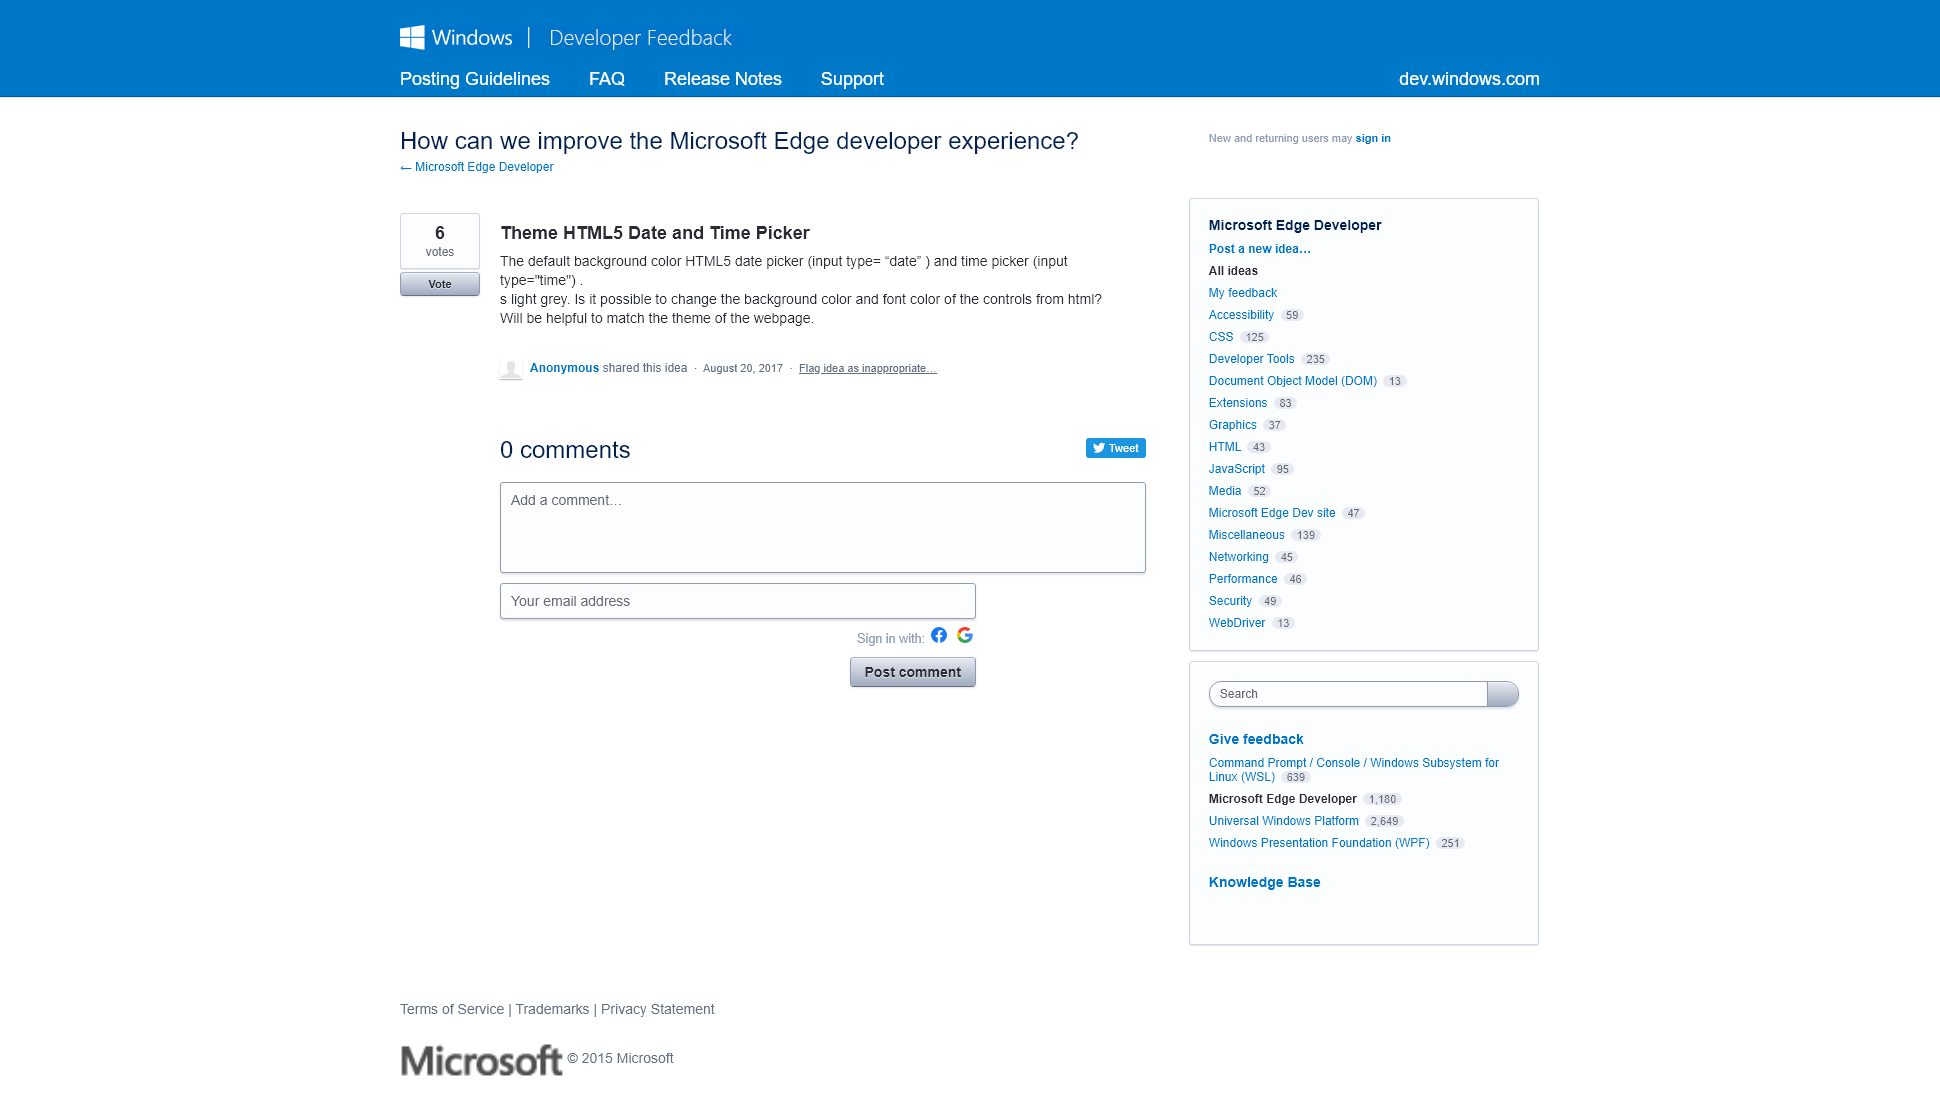 Windows | Developer Feedback
Posting Guidelines FAQ Release Notes Support dev.windows.com
How can we improve the Microsoft Edge developer experience?
← Microsoft Edge Developer
New and returning users may sign in
6
votes
Vote
Theme HTML5 Date and Time Picker
The default background color HTML5 date picker (input type= “date” ) and time picker (input
type="time") .
s light grey. Is it possible to change the background color and font color of the controls from html?
Will be helpful to match the theme of the webpage.
Anonymous shared this idea · August 20, 2017 · Flag idea as inappropriate…
0 comments
Tweet
Add a comment…
Your email address
Sign in with:
Post comment
Microsoft Edge Developer
Post a new idea…
All ideas
My feedback
Accessibility 59
CSS 125
Developer Tools 235
Document Object Model (DOM) 13
Extensions 83
Graphics 37
HTML 43
JavaScript 95
Media 52
Microsoft Edge Dev site 47
Miscellaneous 139
Networking 45
Performance 46
Security 49
WebDriver 13
Search
Give feedback
Command Prompt / Console / Windows Subsystem for
Linux (WSL) 639
Microsoft Edge Developer 1,180
Universal Windows Platform 2,649
Windows Presentation Foundation (WPF) 251
Knowledge Base
Terms of Service | Trademarks | Privacy Statement
Microsoft © 2015 Microsoft